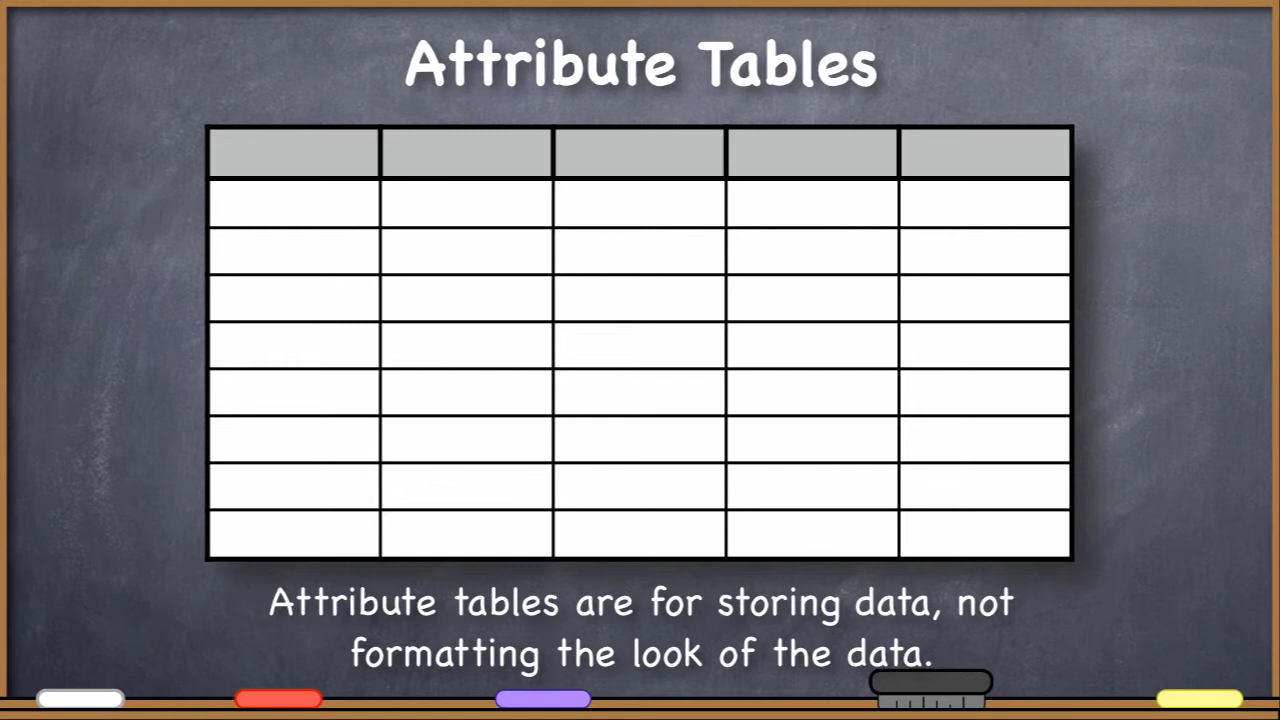 Attribute Tables
Attribute tables are for storing data, not
formatting the look of the data.